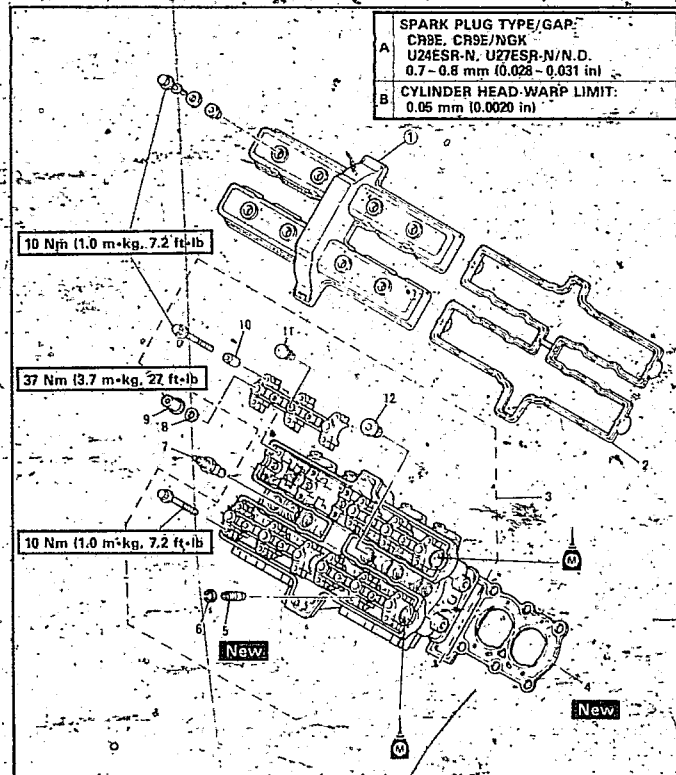 A
SPARK PLUG TYPE/GAP:
CR8E, CR9E/NGK
U24ESR-N, U27ESR-N/N.D.
0.7~0.8 mm (0.028~0.031 in)
B
CYLINDER HEAD WARP LIMIT:
0.05 mm (0.0020 in)
1
10 Nm (1.0 m•kg, 7.2 ft•lb
10
11
37 Nm (3.7 m•kg, 27 ft•lb
9
8
12
7
2
3
10 Nm (1.0 m•kg, 7.2 ft•lb
M
6
5
New
4
New
M